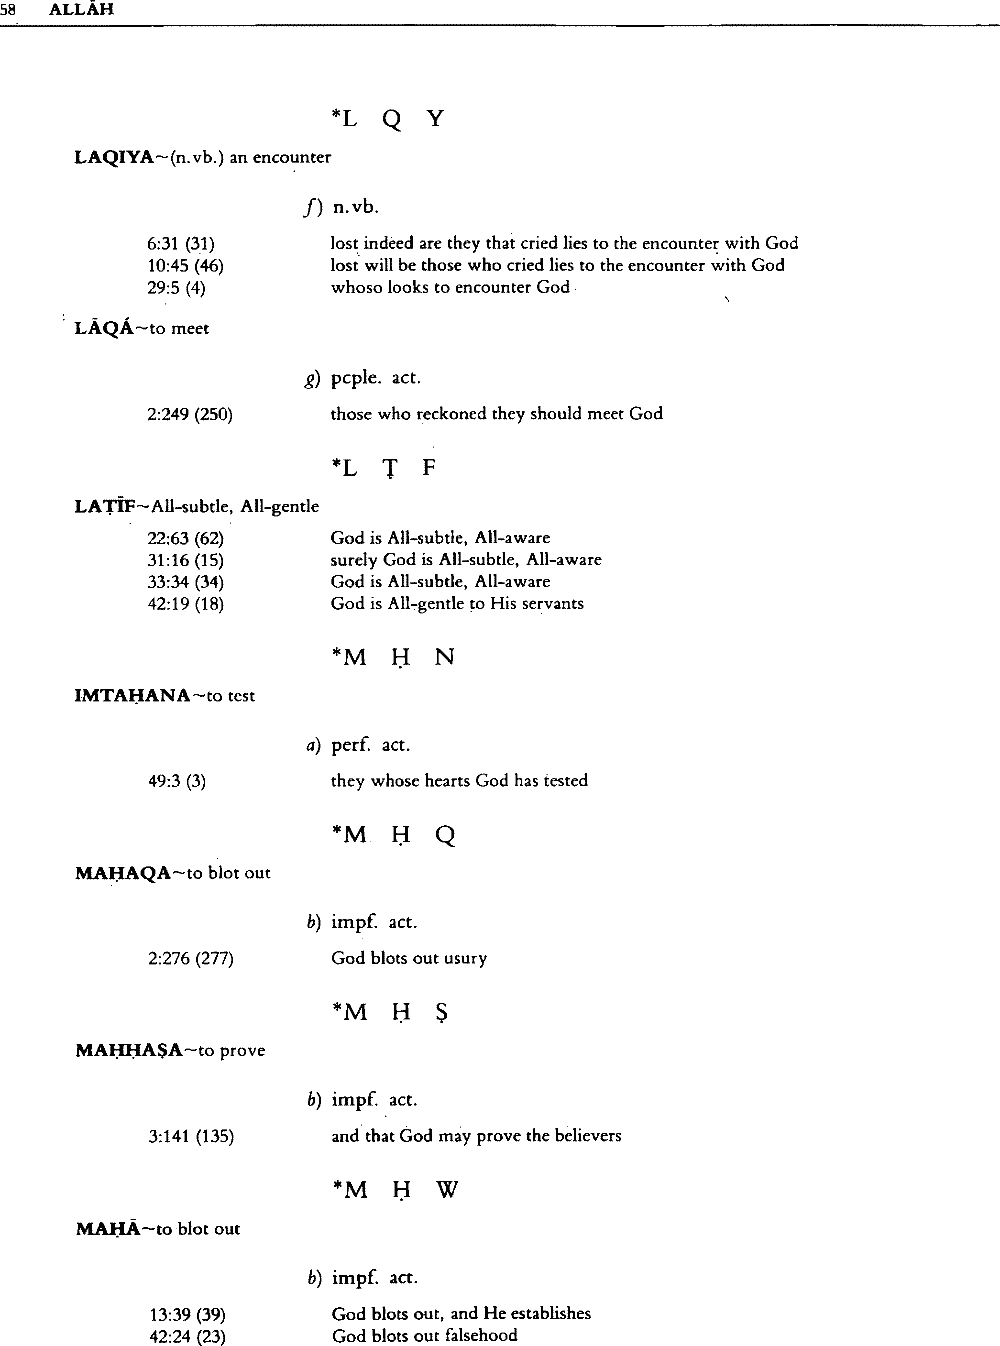 58 ALLĀH
*L Q Y
LAQIYA~(n.vb.) an encounter
f) n.vb.
6:31 (31) lost indeed are they that cried lies to the encounter with God
10:45 (46) lost will be those who cried lies to the encounter with God
29:5 (4) whoso looks to encounter God
LĀQÁ~to meet
g) pcple. act.
2:249 (250) those who reckoned they should meet God
*L Ṭ F
LAṬĪF~All-subtle, All-gentle
22:63 (62) God is All-subtle, All-aware
31:16 (15) surely God is All-subtle, All-aware
33:34 (34) God is All-subtle, All-aware
42:19 (18) God is All-gentle to His servants
*M Ḥ N
IMTAḤANA~to test
a) perf. act.
49:3 (3) they whose hearts God has tested
*M Ḥ Q
MAḤAQA~to blot out
b) impf. act.
2:276 (277) God blots out usury
*M Ḥ Ṣ
MAḤḤAṢA~to prove
b) impf. act.
3:141 (135) and that God may prove the believers
*M Ḥ W
MAḤĀ~to blot out
b) impf. act.
13:39 (39) God blots out, and He establishes
42:24 (23) God blots out falsehood